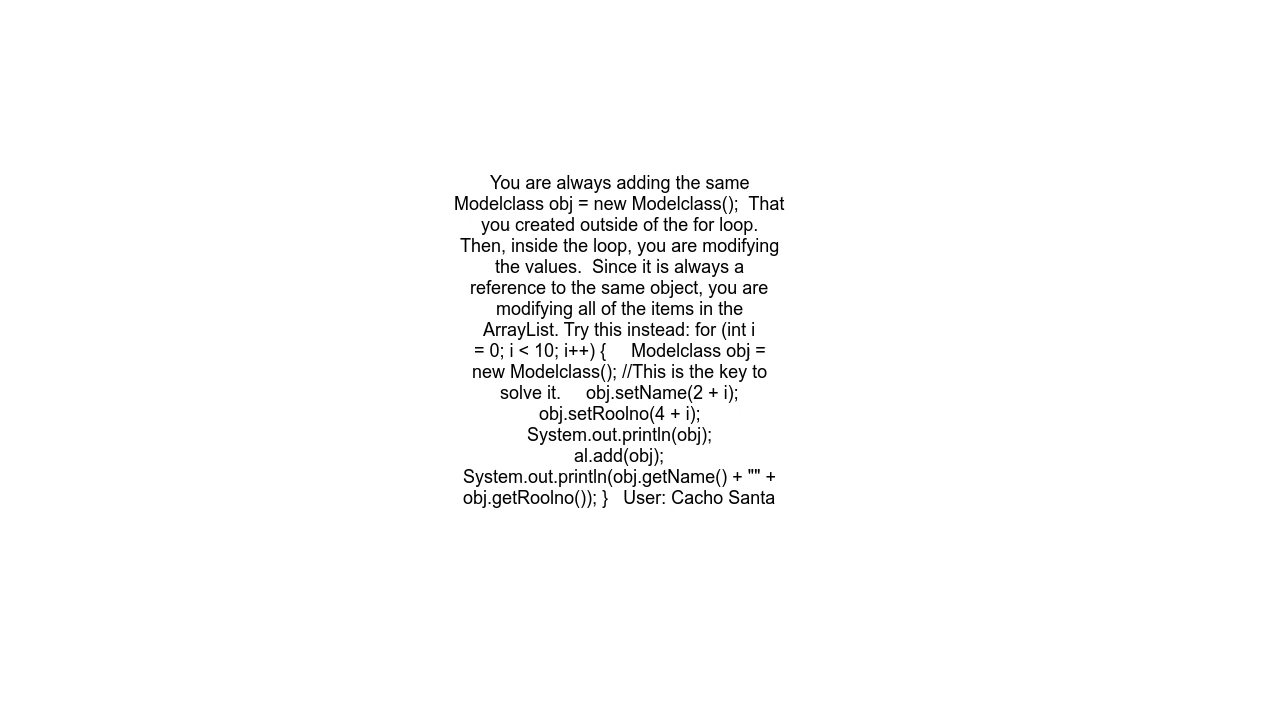 You are always adding the same
Modelclass obj = new Modelclass();  That
you created outside of the for loop.
Then, inside the loop, you are modifying
the values.  Since it is always a
reference to the same object, you are
modifying all of the items in the
ArrayList. Try this instead: for (int i
= 0; i < 10; i++) {     Modelclass obj =
new Modelclass(); //This is the key to
solve it.     obj.setName(2 + i);
obj.setRoolno(4 + i);
System.out.println(obj);
al.add(obj);
System.out.println(obj.getName() + "" +
obj.getRoolno()); }   User: Cacho Santa